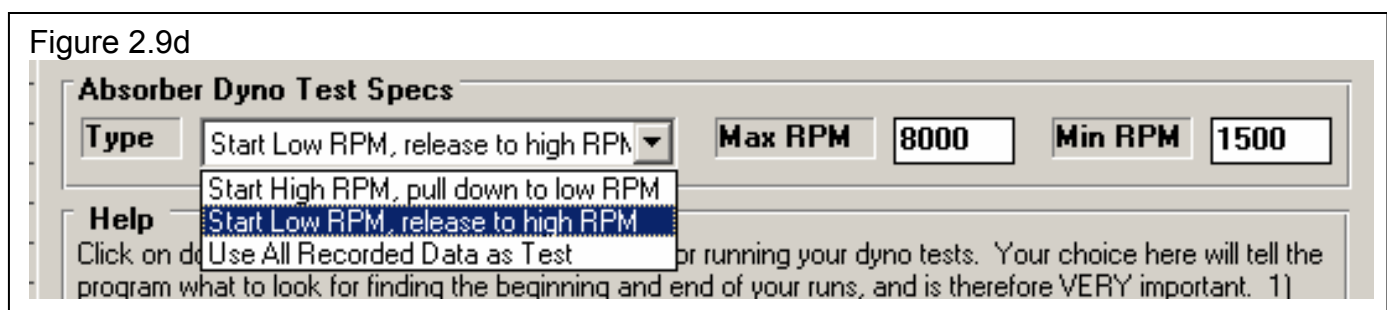 Figure 2.9d
Absorber Dyno Test Specs
Type Start Low RPM, release to high RPM Max RPM 8000 Min RPM 1500
Start High RPM, pull down to low RPM
Help Start Low RPM, release to high RPM
Click on Use All Recorded Data as Test or running your dyno tests. Your choice here will tell the
program what to look for finding the beginning and end of your runs, and is therefore VERY important. 1)